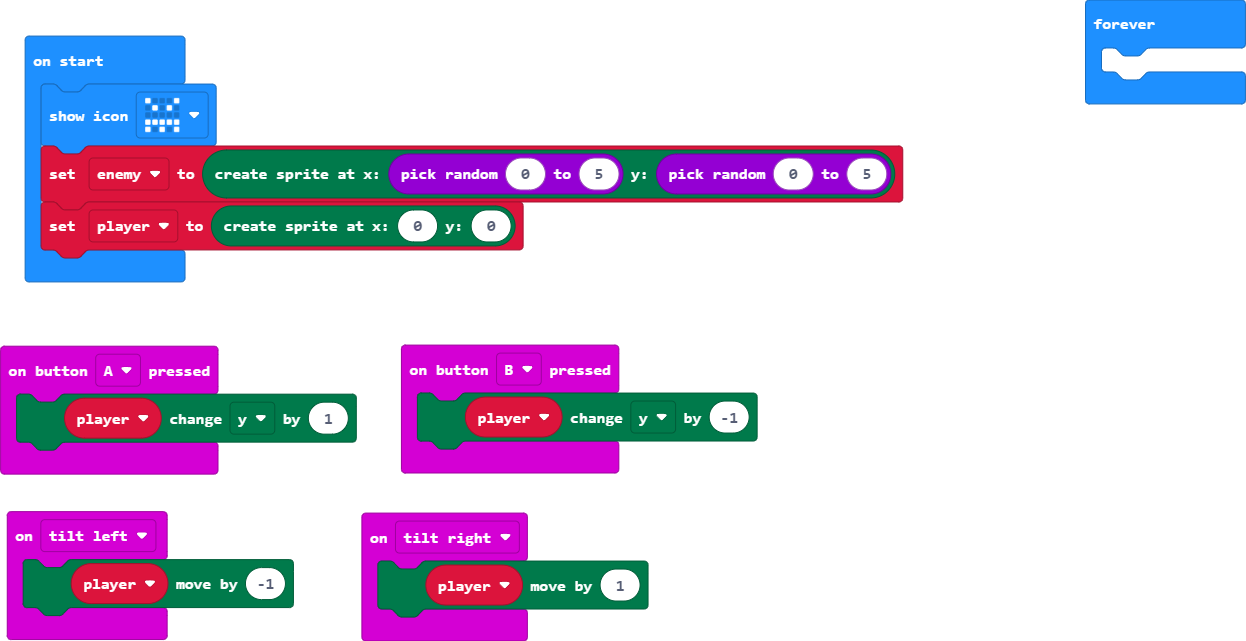 forever
on start
show icon
set enemy to create sprite at x: pick random 0 to 5 y: pick random 0 to 5
set player to create sprite at x: 0 y: 0
on button A pressed
player change y by 1
on button B pressed
player change y by -1
on tilt left
player move by -1
on tilt right
player move by 1